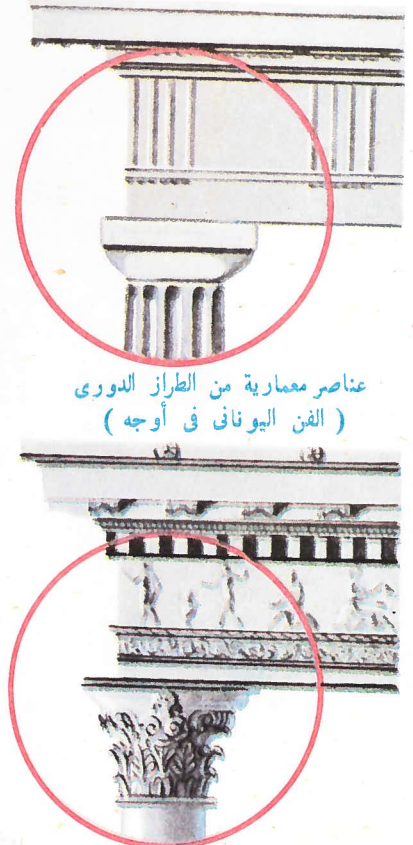 عناصر معمارية من الطراز الدورى
( الفن اليونانى فى أوجه )